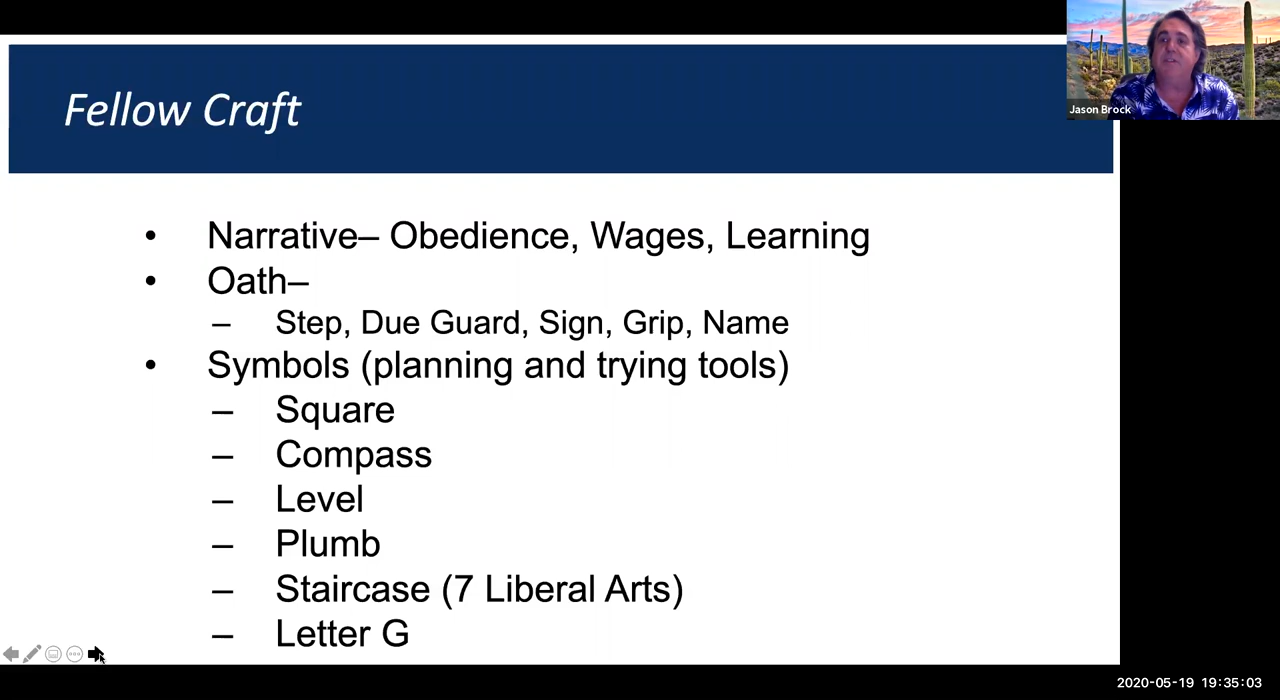 Fellow Craft
Jason Brock
• Narrative– Obedience, Wages, Learning
• Oath–
– Step, Due Guard, Sign, Grip, Name
• Symbols (planning and trying tools)
– Square
– Compass
– Level
– Plumb
– Staircase (7 Liberal Arts)
– Letter G
2020-05-19 19:35:03